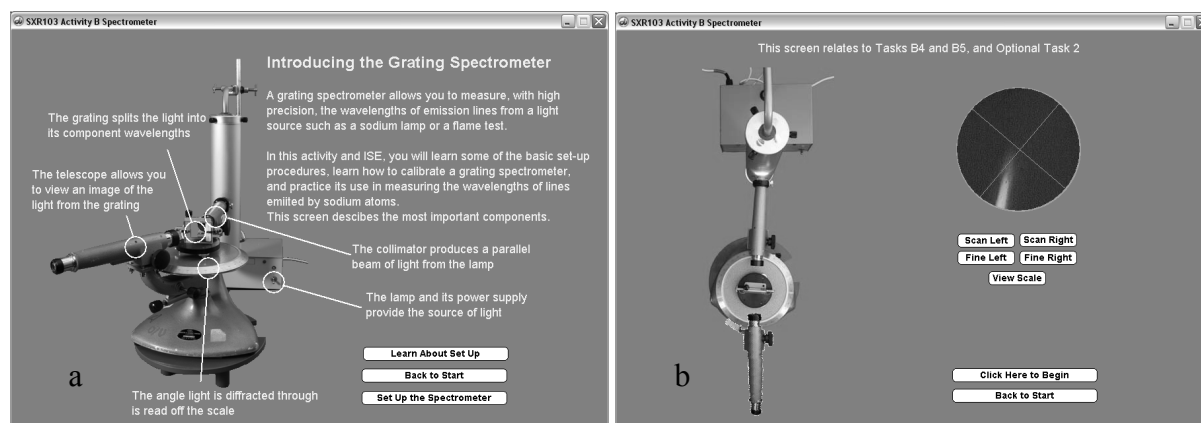 SXR103 Activity B Spectrometer
Introducing the Grating Spectrometer
A grating spectrometer allows you to measure, with high
precision, the wavelengths of emission lines from a light
source such as a sodium lamp or a flame test.
In this activity and ISE, you will learn some of the basic set-up
procedures, learn how to calibrate a grating spectrometer,
and practice its use in measuring the wavelengths of lines
emiited by sodium atoms.
This screen descibes the most important components.
The grating splits the light into
its component wavelengths
The telescope allows you
to view an image of the
light from the grating
The collimator produces a parallel
beam of light from the lamp
The lamp and its power supply
provide the source of light
The angle light is diffracted through
is read off the scale
Learn About Set Up
Back to Start
Set Up the Spectrometer
a
SXR103 Activity B Spectrometer
This screen relates to Tasks B4 and B5, and Optional Task 2
Scan Left
Scan Right
Fine Left
Fine Right
View Scale
Click Here to Begin
Back to Start
b